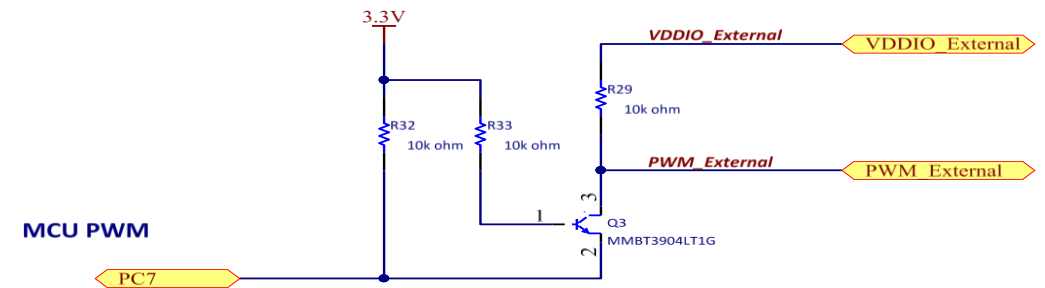 3.3V
VDDIO_External
VDDIO_External
R29
10k ohm
R32
10k ohm
R33
10k ohm
PWM_External
PWM_External
3
1
Q3
MMBT3904LT1G
2
MCU PWM
PC7